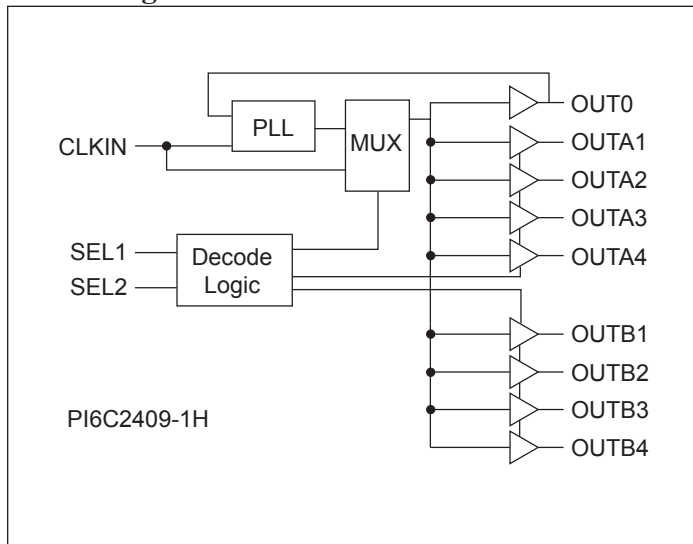 OUT0
PLL
CLKIN
MUX
OUTA1
OUTA2
OUTA3
SEL1
Decode
Logic
OUTA4
SEL2
OUTB1
OUTB2
PI6C2409-1H
OUTB3
OUTB4